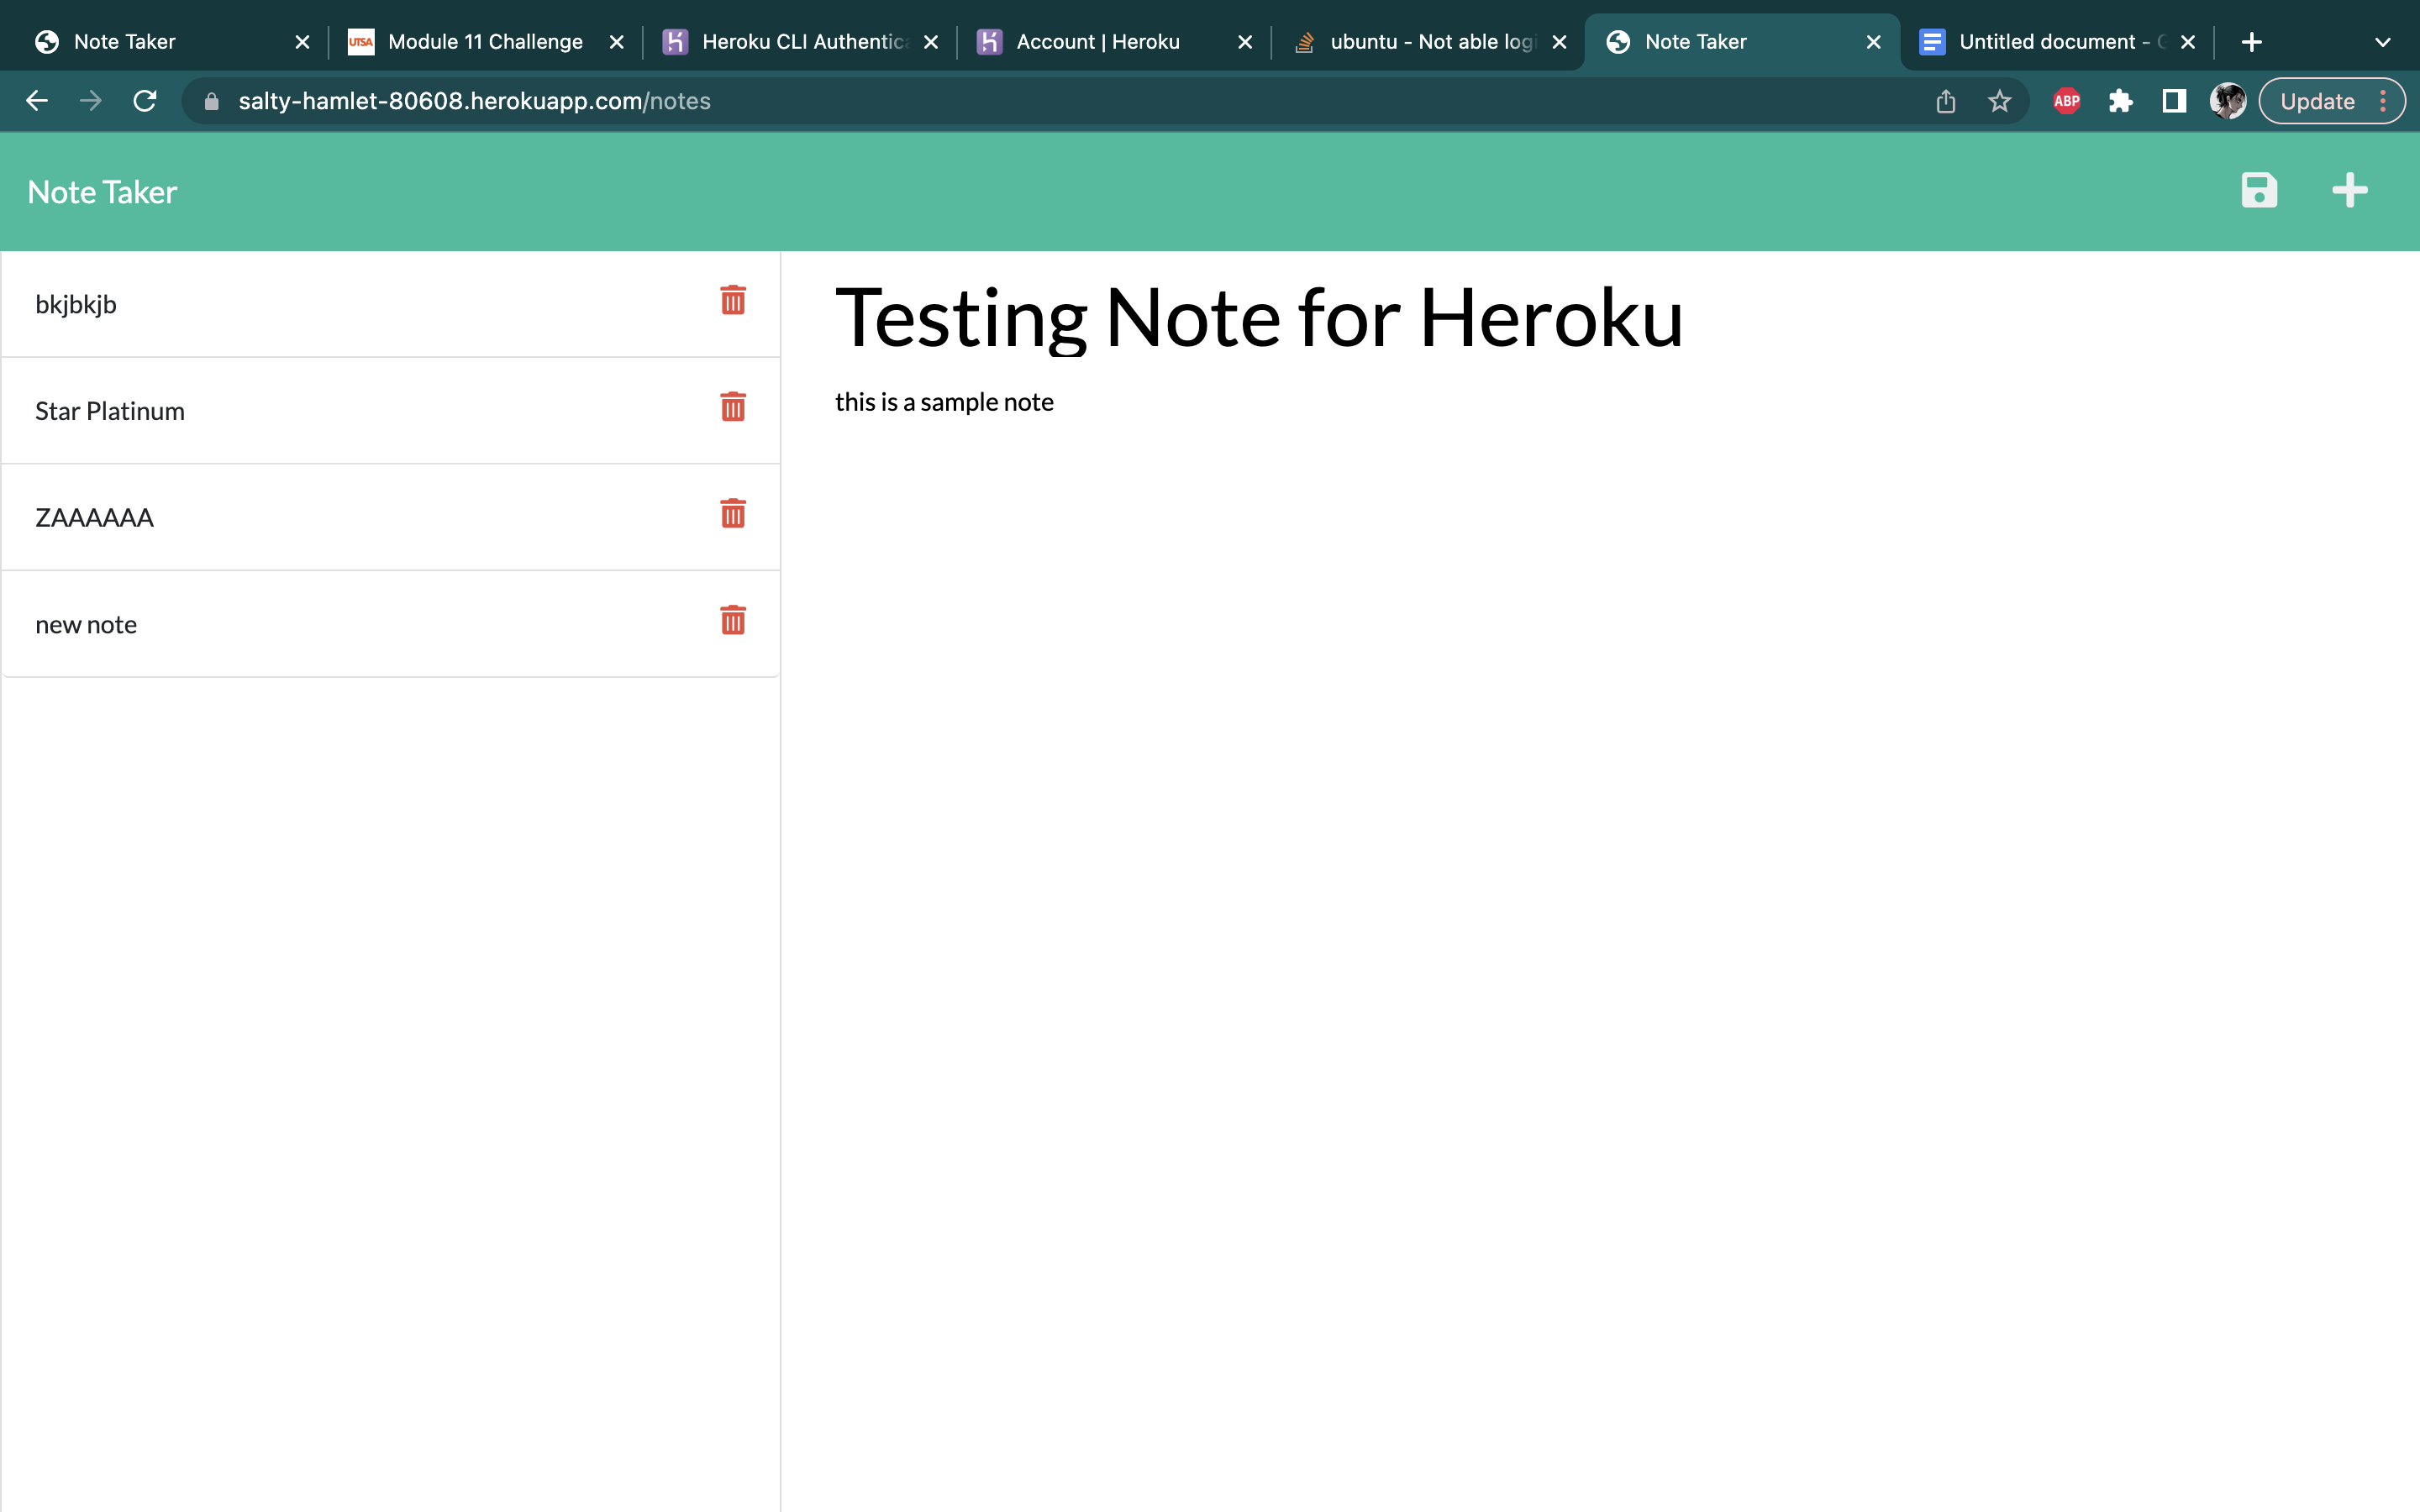 Note Taker
UTSA Module 11 Challenge
Heroku CLI Authentica
Account | Heroku
ubuntu - Not able logi
Note Taker
Untitled document - G
salty-hamlet-80608.herokuapp.com/notes
ABP
Update
Note Taker
bkjbkjb
Star Platinum
ZAAAAAA
new note
Testing Note for Heroku
this is a sample note